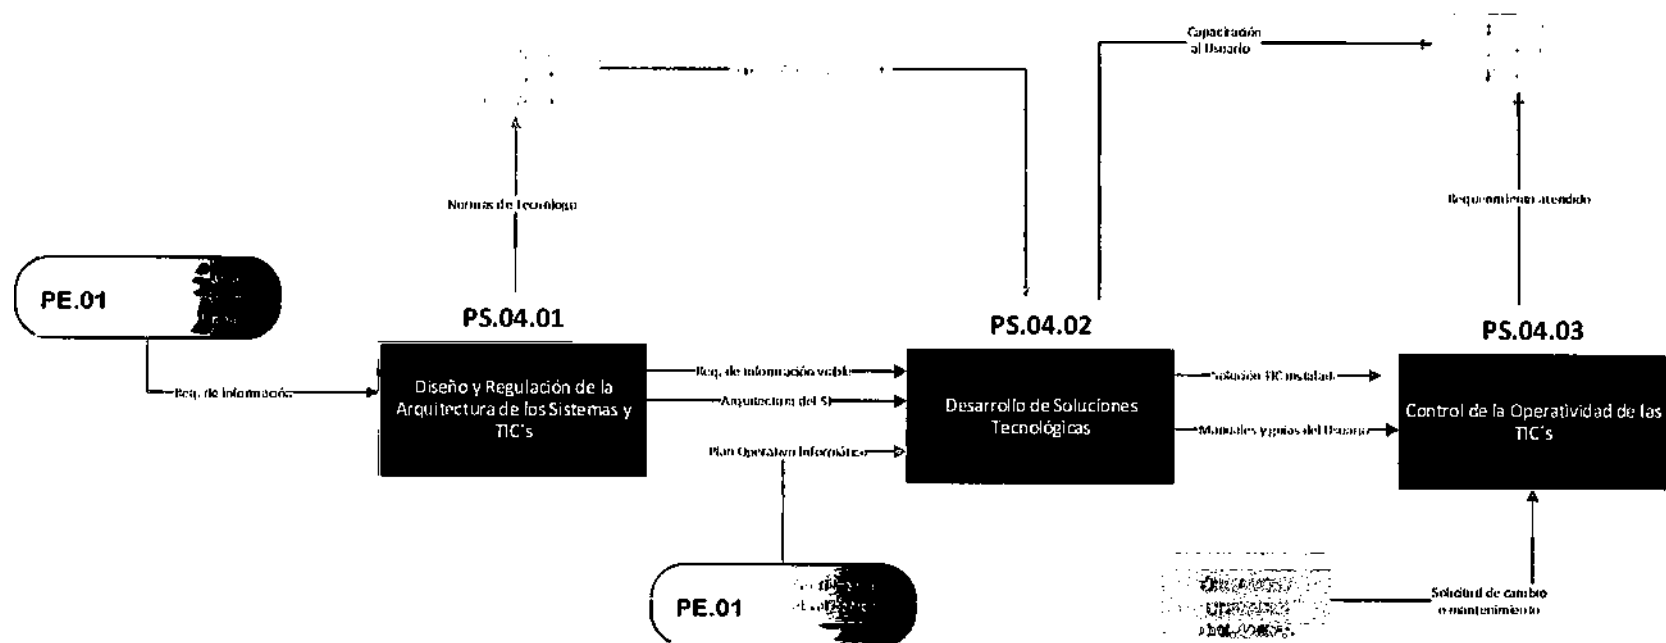 Capacitación
al Usuario
Normas de Tecnólogo
Requerimiento atendido
PE.01
PS.04.01
PS.04.02
PS.04.03
Req. de Información
Diseño y Regulación de la
Arquitectura de los Sistemas y
TIC´s
Req. de Información viable
Arquitectura del SI
Plan Operativo Informático
Desarrollo de Soluciones
Tecnológicas
Solución TIC instalada
Manuales y guías del Usuario
Control de la Operatividad de las
TIC´s
PE.01
Solicitud de cambio
o mantenimiento